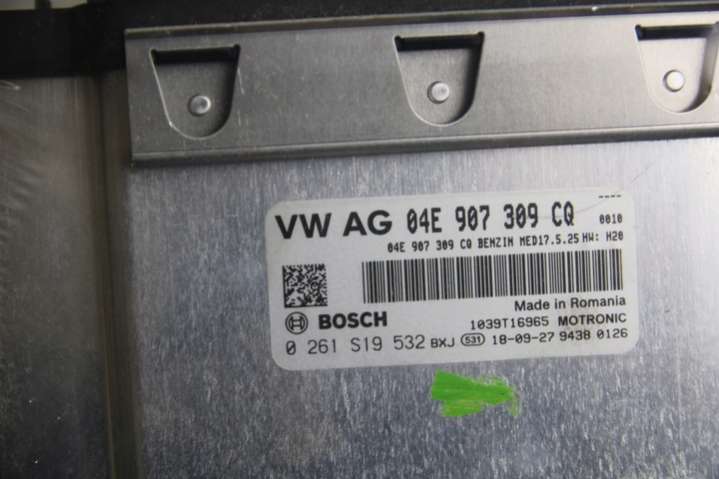 ----
VW AG 04E 907 309 CQ 0010
04E 907 309 CQ BENZIN MED17.5.25 HW: H20
Made in Romania
BOSCH 1039T16965 MOTRONIC
0 261 S19 532 BXJ 531 18-09-27 9438 0126